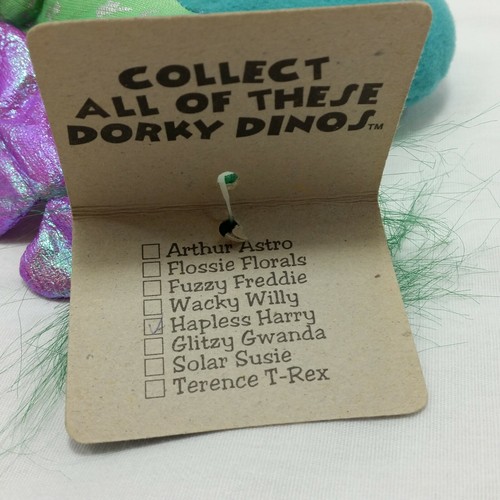 COLLECT
ALL OF THESE
DORKY DINOS™
Arthur Astro
Flossie Florals
Fuzzy Freddie
Wacky Willy
Hapless Harry
Glitzy Gwanda
Solar Susie
Terence T-Rex